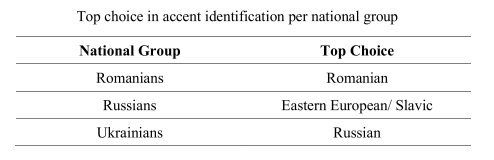 Top choice in accent identification per national group
National Group Top Choice
Romanians Romanian
Russians Eastern European/ Slavic
Ukrainians Russian